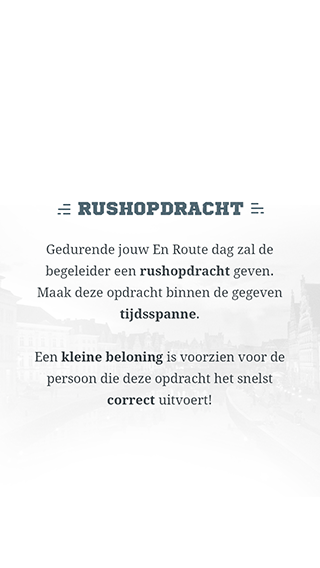 RUSHOPDRACHT
Gedurende jouw En Route dag zal de
begeleider een rushopdracht geven.
Maak deze opdracht binnen de gegeven
tijdsspanne.
Een kleine beloning is voorzien voor de
persoon die deze opdracht het snelst
correct uitvoert!